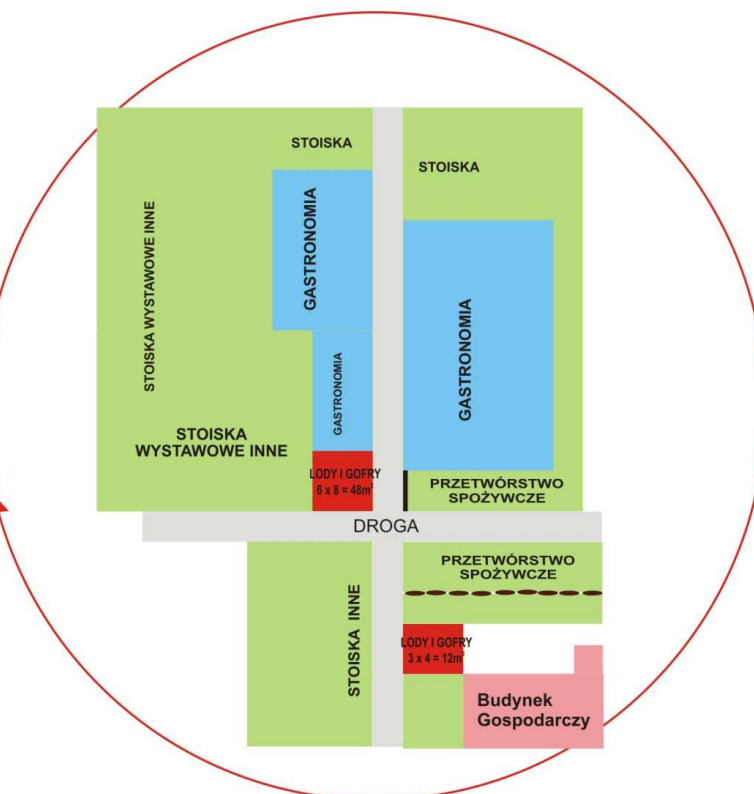 STOISKA
STOISKA
STOISKA WYSTAWOWE INNE
GASTRONOMIA
GASTRONOMIA
GASTRONOMIA
STOISKA
WYSTAWOWE INNE
LODY I GOFRY
6 x 8 = 48m²
PRZETWÓRSTWO
SPOŻYWCZE
DROGA
PRZETWÓRSTWO
SPOŻYWCZE
STOISKA INNE
LODY I GOFRY
3 x 4 = 12m²
Budynek
Gospodarczy